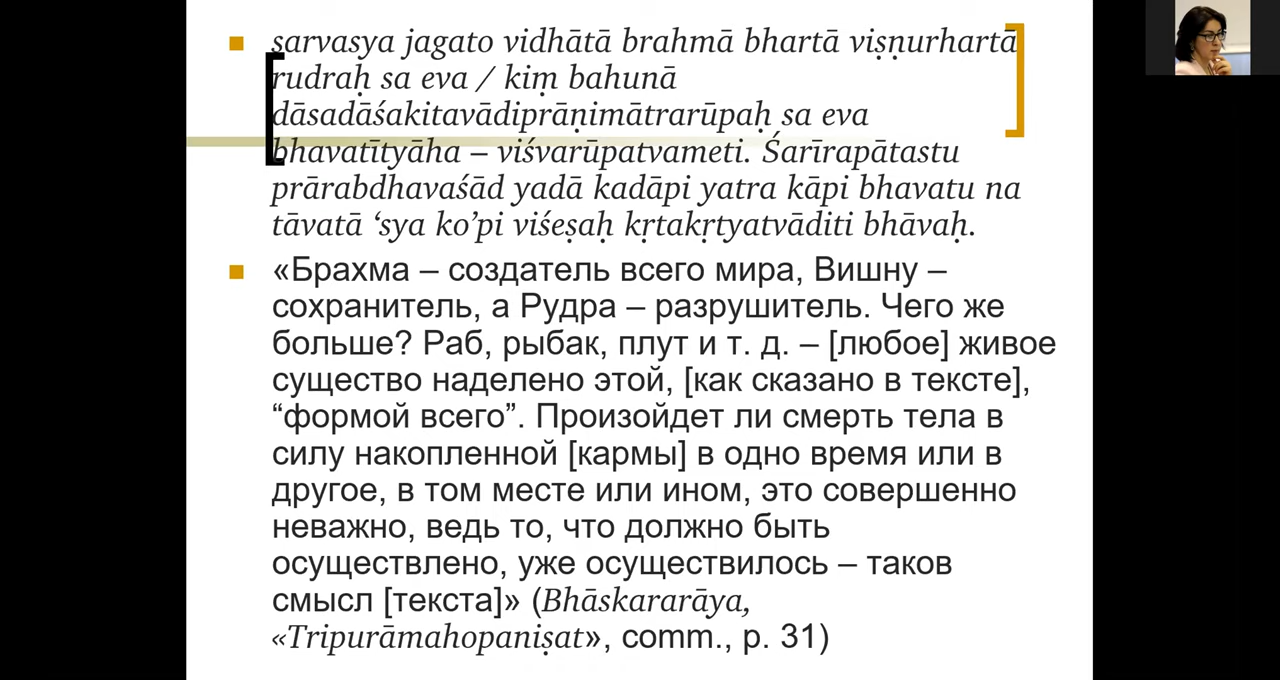 sarvasya jagato vidhātā brahmā bhartā viṣṇurhartā
rudraḥ sa eva / kiṃ bahunā
dāsadāśakitavādiprāṇimātrarūpaḥ sa eva
bhavatītyāha – viśvarūpatvameti. Śarīrapātastu
prārabdhavaśād yadā kadāpi yatra kāpi bhavatu na
tāvatā ‘sya ko’pi viśeṣaḥ kṛtakṛtyatvāditi bhāvaḥ.
«Брахма – создатель всего мира, Вишну –
сохранитель, а Рудра – разрушитель. Чего же
больше? Раб, рыбак, плут и т. д. – [любое] живое
существо наделено этой, [как сказано в тексте],
“формой всего”. Произойдет ли смерть тела в
силу накопленной [кармы] в одно время или в
другое, в том месте или ином, это совершенно
неважно, ведь то, что должно быть
осуществлено, уже осуществилось – таков
смысл [текста]» (Bhāskararāya,
«Tripurāmahopaniṣat», comm., p. 31)